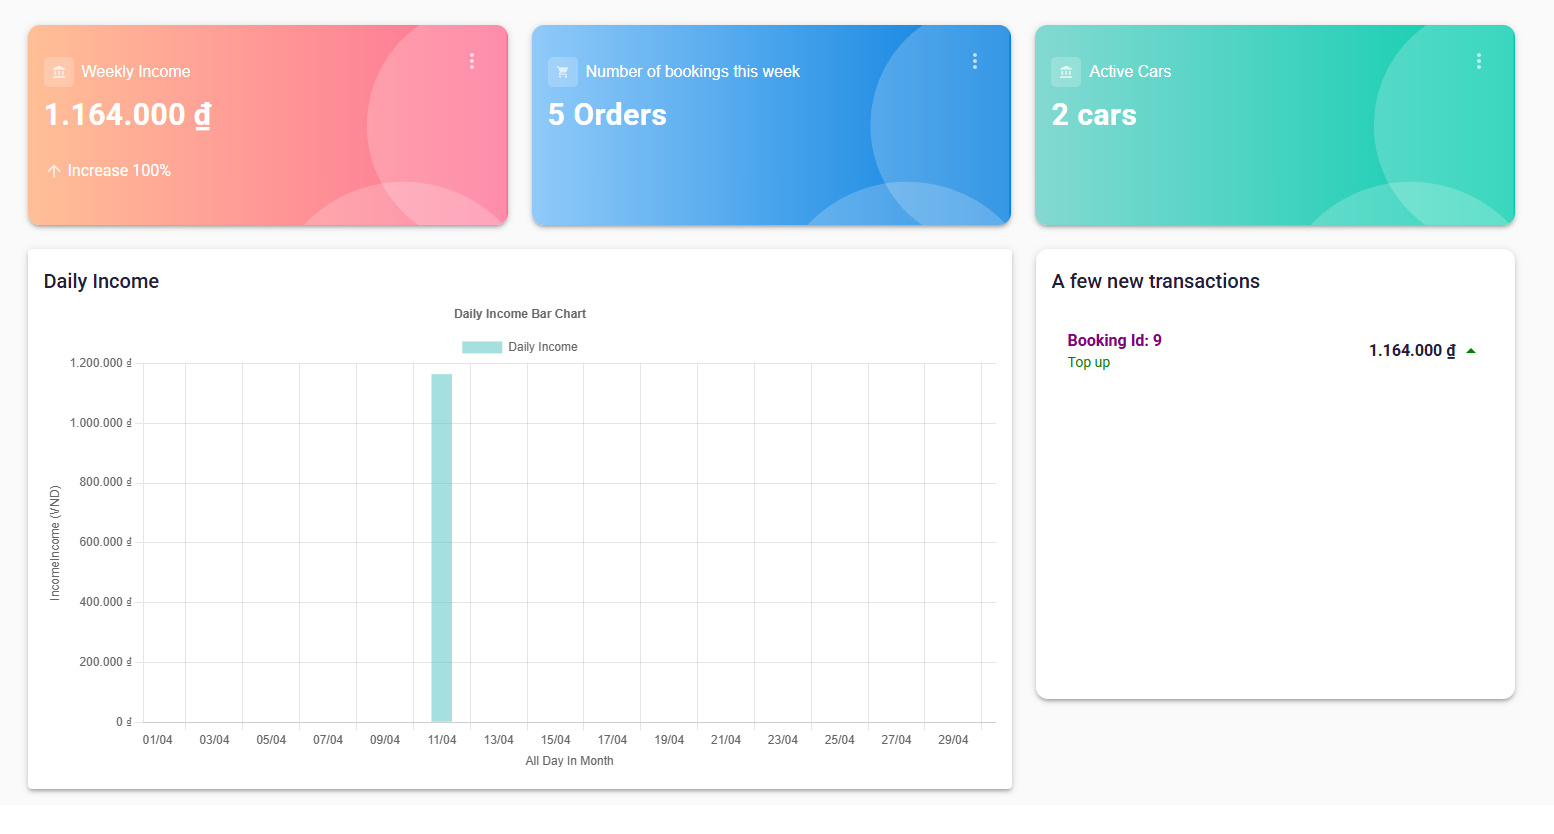 Weekly Income
1.164.000 ₫
Increase 100%
Number of bookings this week
5 Orders
Active Cars
2 cars
Daily Income
Daily Income Bar Chart
Daily Income
1.200.000 ₫
1.000.000 ₫
800.000 ₫
600.000 ₫
400.000 ₫
200.000 ₫
0 ₫
IncomeIncome (VND)
01/04 03/04 05/04 07/04 09/04 11/04 13/04 15/04 17/04 19/04 21/04 23/04 25/04 27/04 29/04
All Day In Month
A few new transactions
Booking Id: 9
Top up
1.164.000 ₫